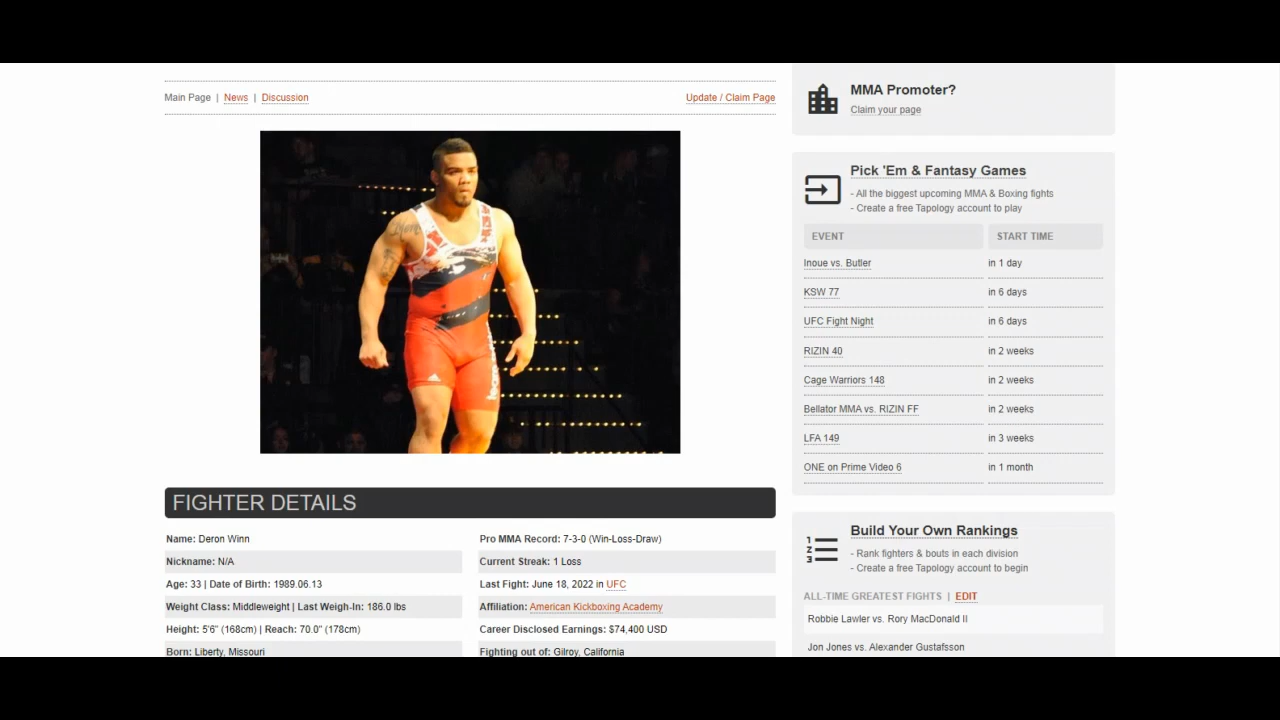 Main Page | News | Discussion
Update / Claim Page
FIGHTER DETAILS
Name: Deron Winn
Nickname: N/A
Age: 33 | Date of Birth: 1989.06.13
Weight Class: Middleweight | Last Weigh-In: 186.0 lbs
Height: 5'6" (168cm) | Reach: 70.0" (178cm)
Born: Liberty, Missouri
Pro MMA Record: 7-3-0 (Win-Loss-Draw)
Current Streak: 1 Loss
Last Fight: June 18, 2022 in UFC
Affiliation: American Kickboxing Academy
Career Disclosed Earnings: $74,400 USD
Fighting out of: Gilroy, California
MMA Promoter?
Claim your page
Pick 'Em & Fantasy Games
- All the biggest upcoming MMA & Boxing fights
- Create a free Tapology account to play
EVENT START TIME
Inoue vs. Butler in 1 day
KSW 77 in 6 days
UFC Fight Night in 6 days
RIZIN 40 in 2 weeks
Cage Warriors 148 in 2 weeks
Bellator MMA vs. RIZIN FF in 2 weeks
LFA 149 in 3 weeks
ONE on Prime Video 6 in 1 month
1
2
3
Build Your Own Rankings
- Rank fighters & bouts in each division
- Create a free Tapology account to begin
ALL-TIME GREATEST FIGHTS | EDIT
Robbie Lawler vs. Rory MacDonald II
Jon Jones vs. Alexander Gustafsson